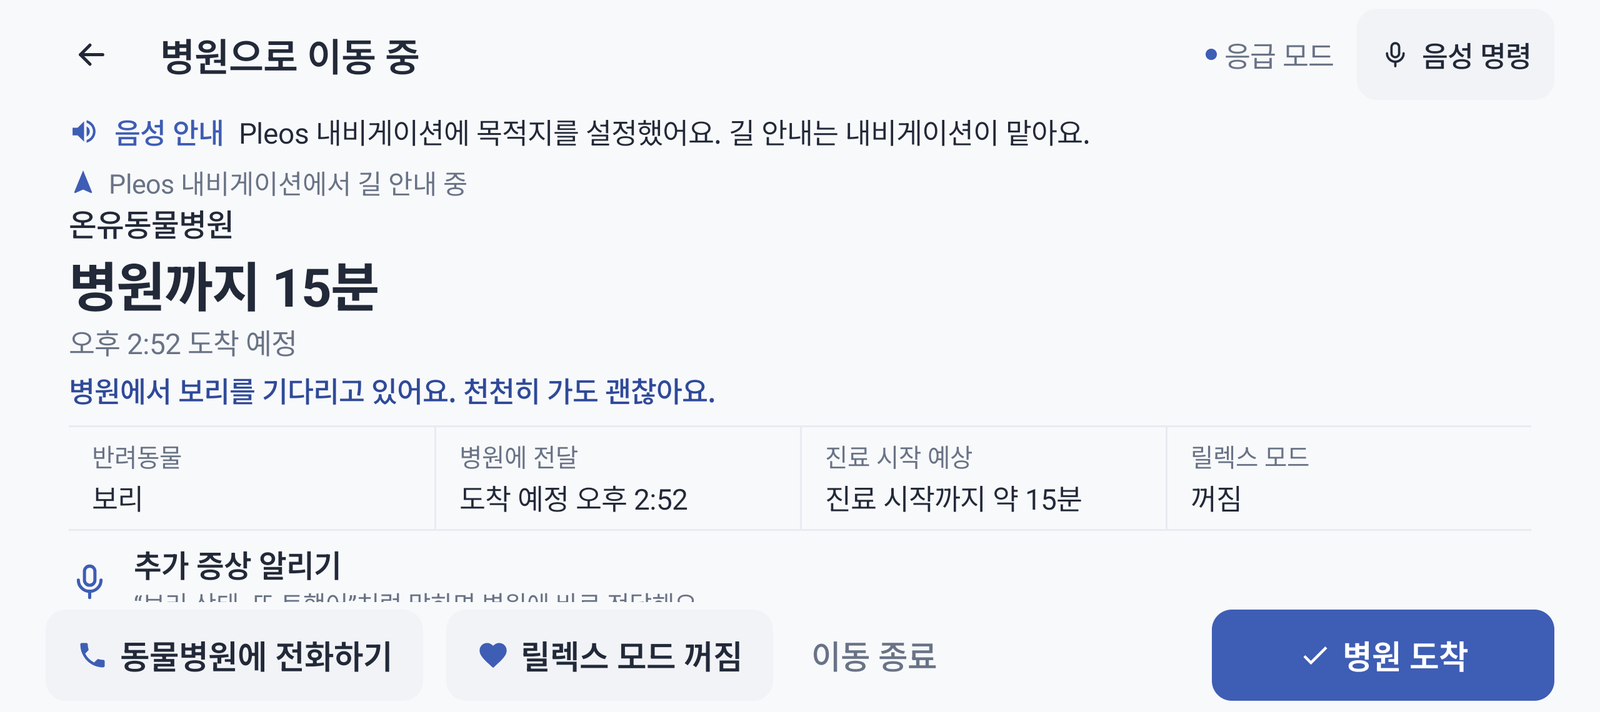 병원으로 이동 중
응급 모드
음성 명령
음성 안내 Pleos 내비게이션에 목적지를 설정했어요. 길 안내는 내비게이션이 맡아요.
Pleos 내비게이션에서 길 안내 중
온유동물병원
병원까지 15분
오후 2:52 도착 예정
병원에서 보리를 기다리고 있어요. 천천히 가도 괜찮아요.
반려동물
보리
병원에 전달
도착 예정 오후 2:52
진료 시작 예상
진료 시작까지 약 15분
릴렉스 모드
꺼짐
추가 증상 알리기
동물병원에 전화하기
릴렉스 모드 꺼짐
이동 종료
병원 도착